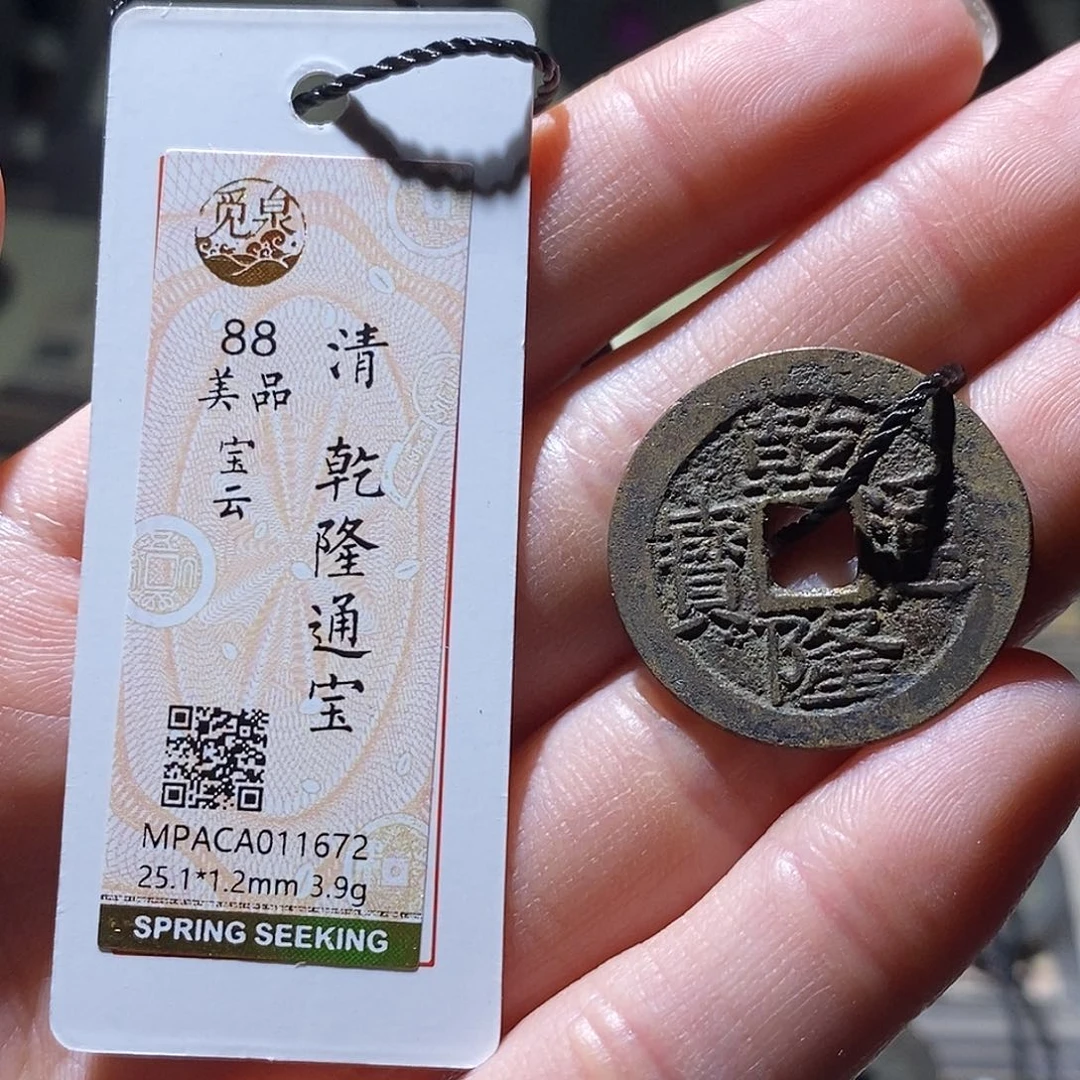 觅泉
88
美品
宝云
清 乾隆通宝
MPACA011672
25.1*1.2mm 3.9g
SPRING SEEKING
乾隆
寶